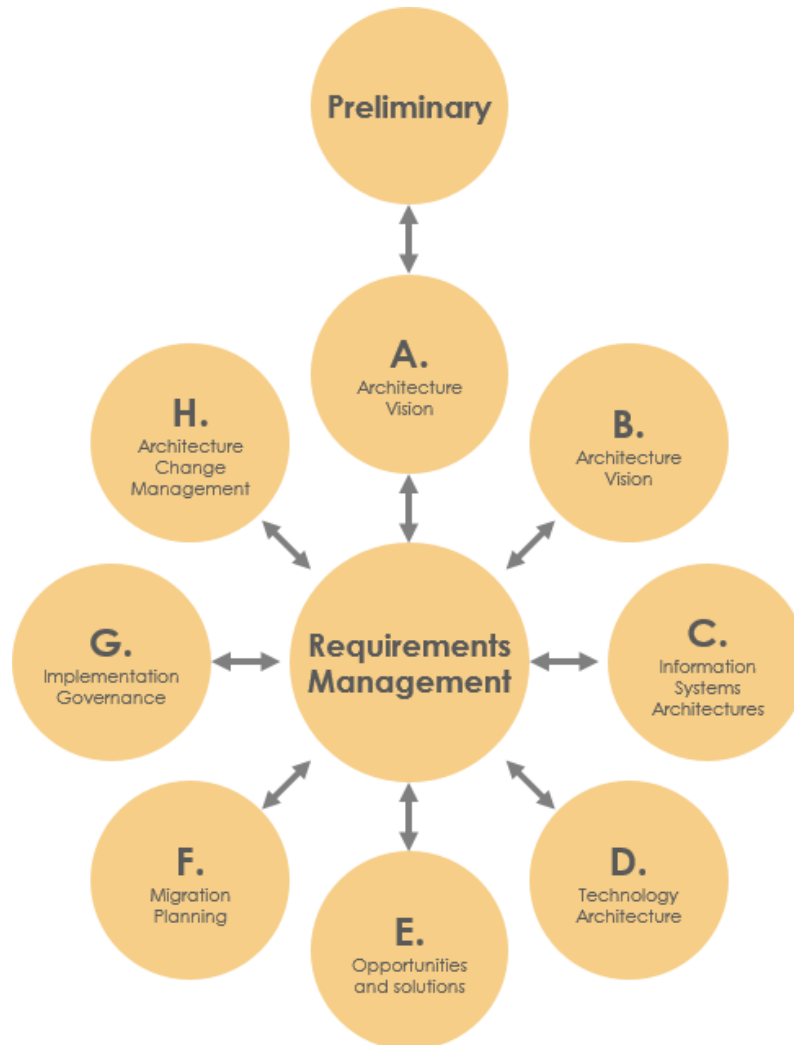 Preliminary
A.
Architecture
Vision
B.
Architecture
Vision
C.
Information
Systems
Architectures
D.
Technology
Architecture
E.
Opportunities
and solutions
F.
Migration
Planning
G.
Implementation
Governance
H.
Architecture
Change
Management
Requirements
Management